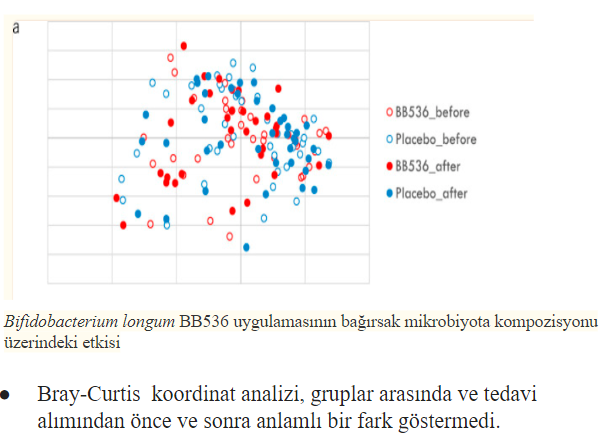 a
BB536_before
Placebo_before
BB536_after
Placebo_after
Bifidobacterium longum BB536 uygulamasının bağırsak mikrobiyota kompozisyonu
üzerindeki etkisi
● Bray-Curtis koordinat analizi, gruplar arasında ve tedavi
alımından önce ve sonra anlamlı bir fark göstermedi.